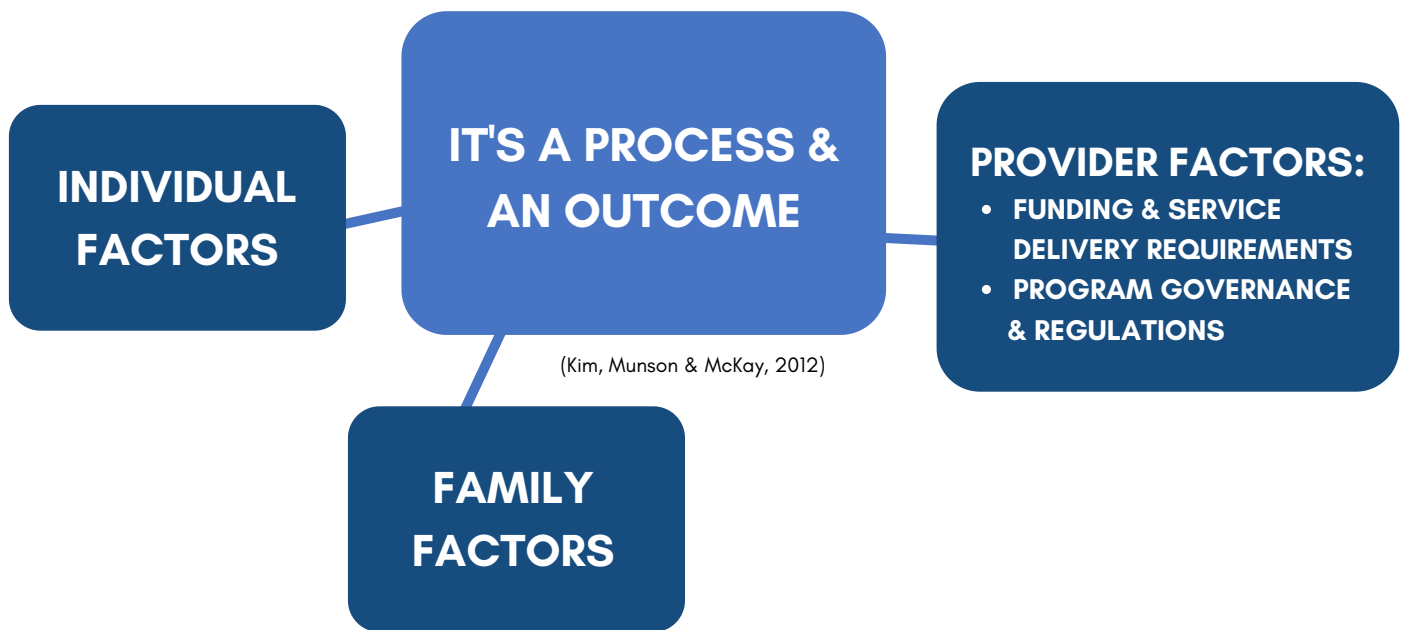 IT'S A PROCESS &
AN OUTCOME
INDIVIDUAL
FACTORS
PROVIDER FACTORS:
• FUNDING & SERVICE
DELIVERY REQUIREMENTS
• PROGRAM GOVERNANCE
& REGULATIONS
(Kim, Munson & McKay, 2012)
FAMILY
FACTORS